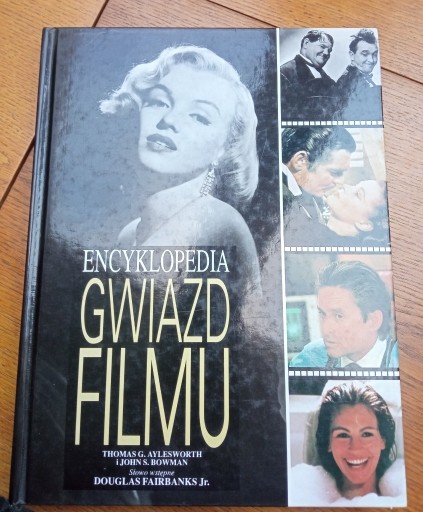 ENCYKLOPEDIA
GWIAZD
FILMU
THOMAS G. AYLESWORTH
i JOHN S. BOWMAN
Słowo wstępne
DOUGLAS FAIRBANKS Jr.